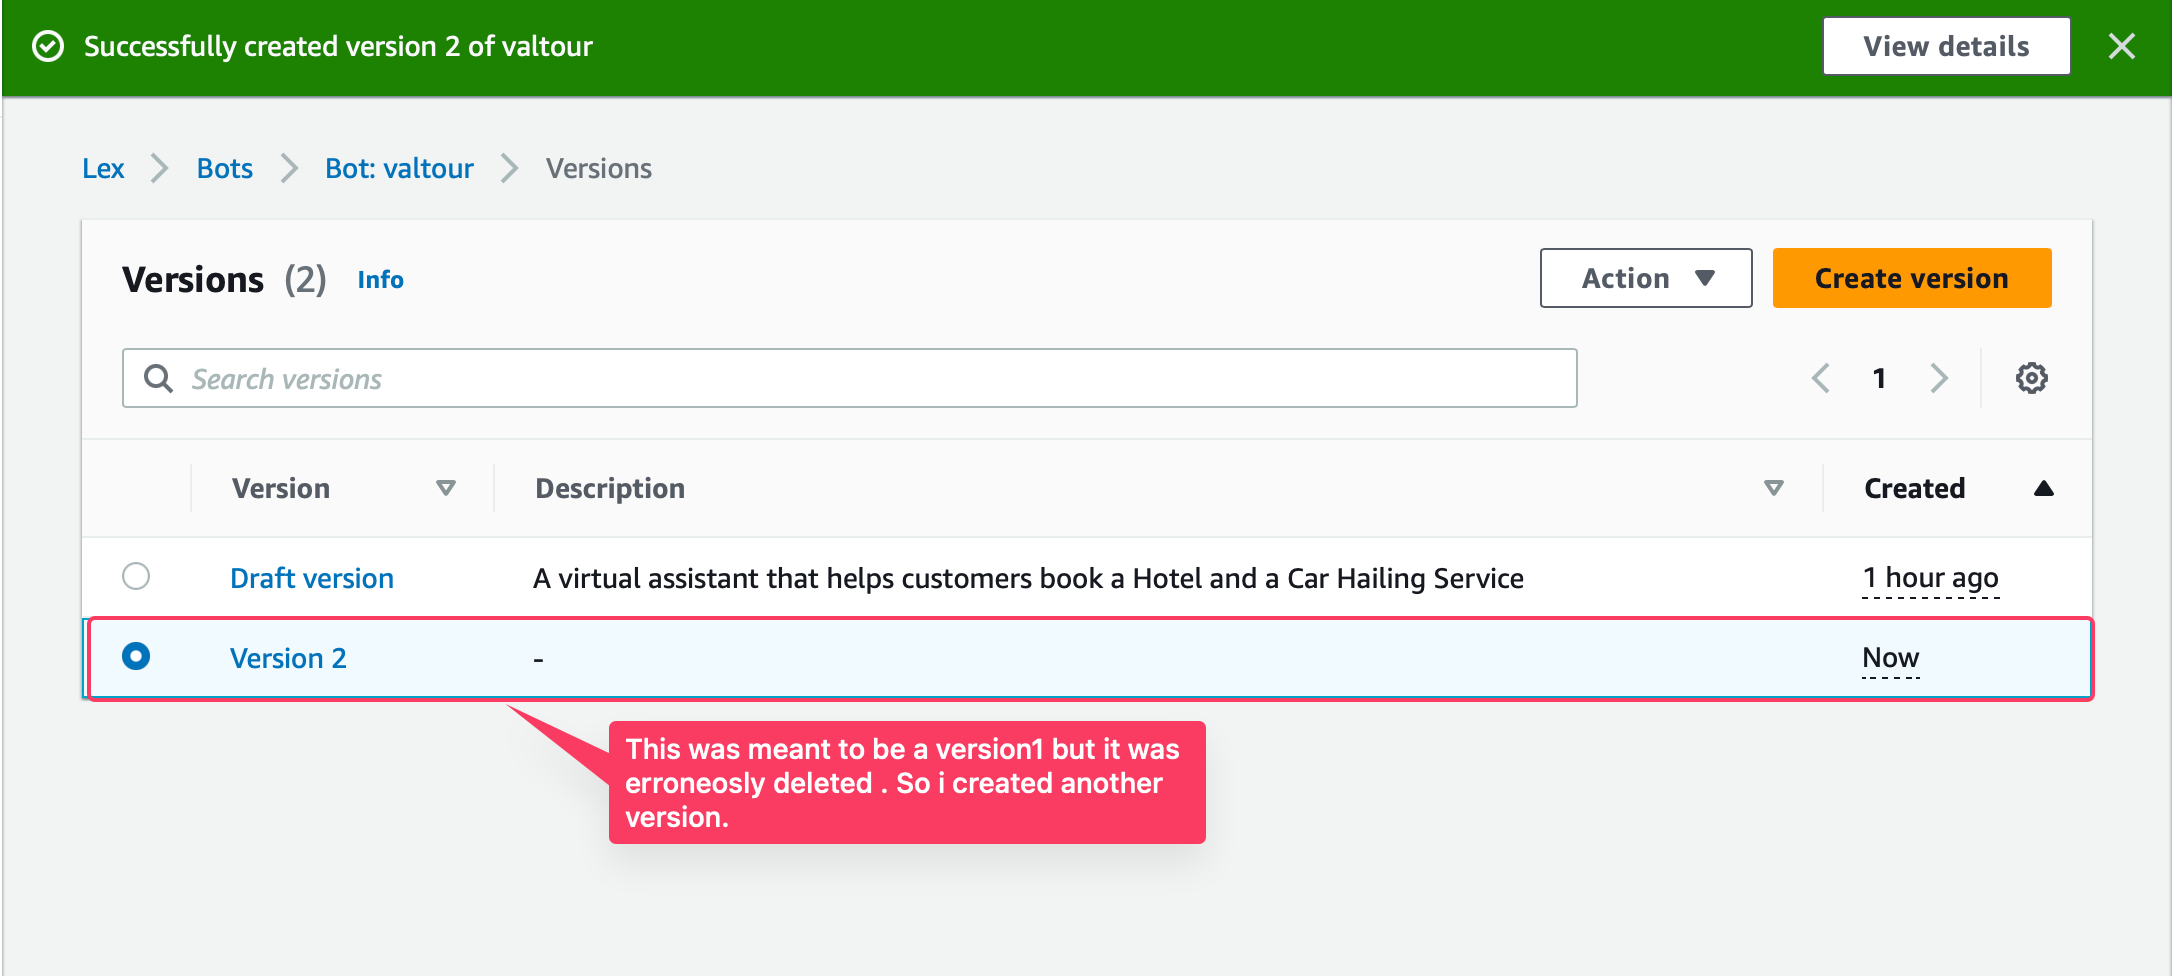 Successfully created version 2 of valtour
View details
Lex
Bots
Bot: valtour
Versions
Versions (2) Info
Action
Create version
Search versions
1
Version
Description
Created
Draft version
A virtual assistant that helps customers book a Hotel and a Car Hailing Service
1 hour ago
Version 2
-
Now
This was meant to be a version1 but it was
erroneosly deleted . So i created another
version.